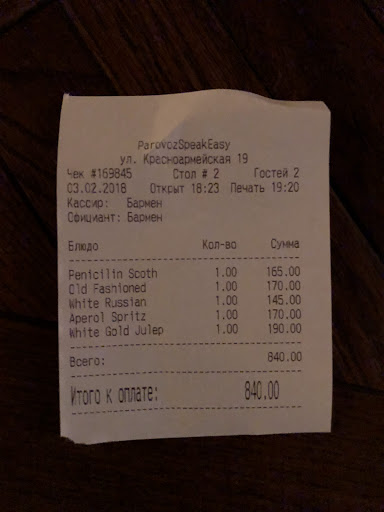 ParovozSpeakEasy
ул. Красноармейская 19
Чек #169845 Стол # 2 Гостей 2
03.02.2018 Открыт 18:23 Печать 19:20
Кассир: Бармен
Официант: Бармен
Блюдо Кол-во Сумма
Penicilin Scoth 1.00 165.00
Old Fashioned 1.00 170.00
White Russian 1.00 145.00
Aperol Spritz 1.00 170.00
White Gold Julep 1.00 190.00
Всего: 840.00
Итого к оплате: 840.00